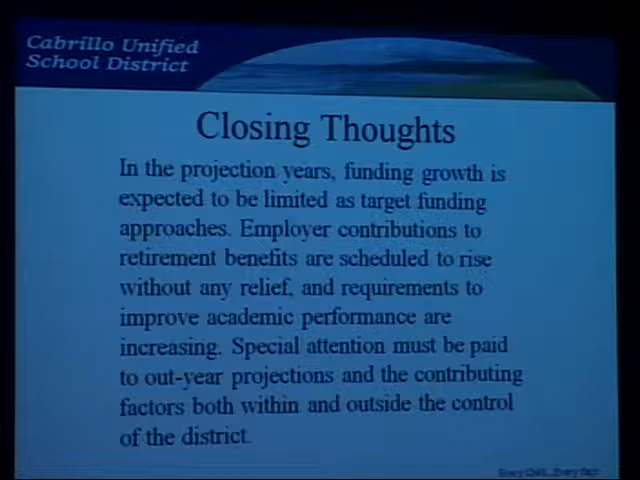 Cabrillo Unified
School District
Closing Thoughts
In the projection years, funding growth is
expected to be limited as target funding
approaches. Employer contributions to
retirement benefits are scheduled to rise
without any relief, and requirements to
improve academic performance are
increasing. Special attention must be paid
to out-year projections and the contributing
factors both within and outside the control
of the district.